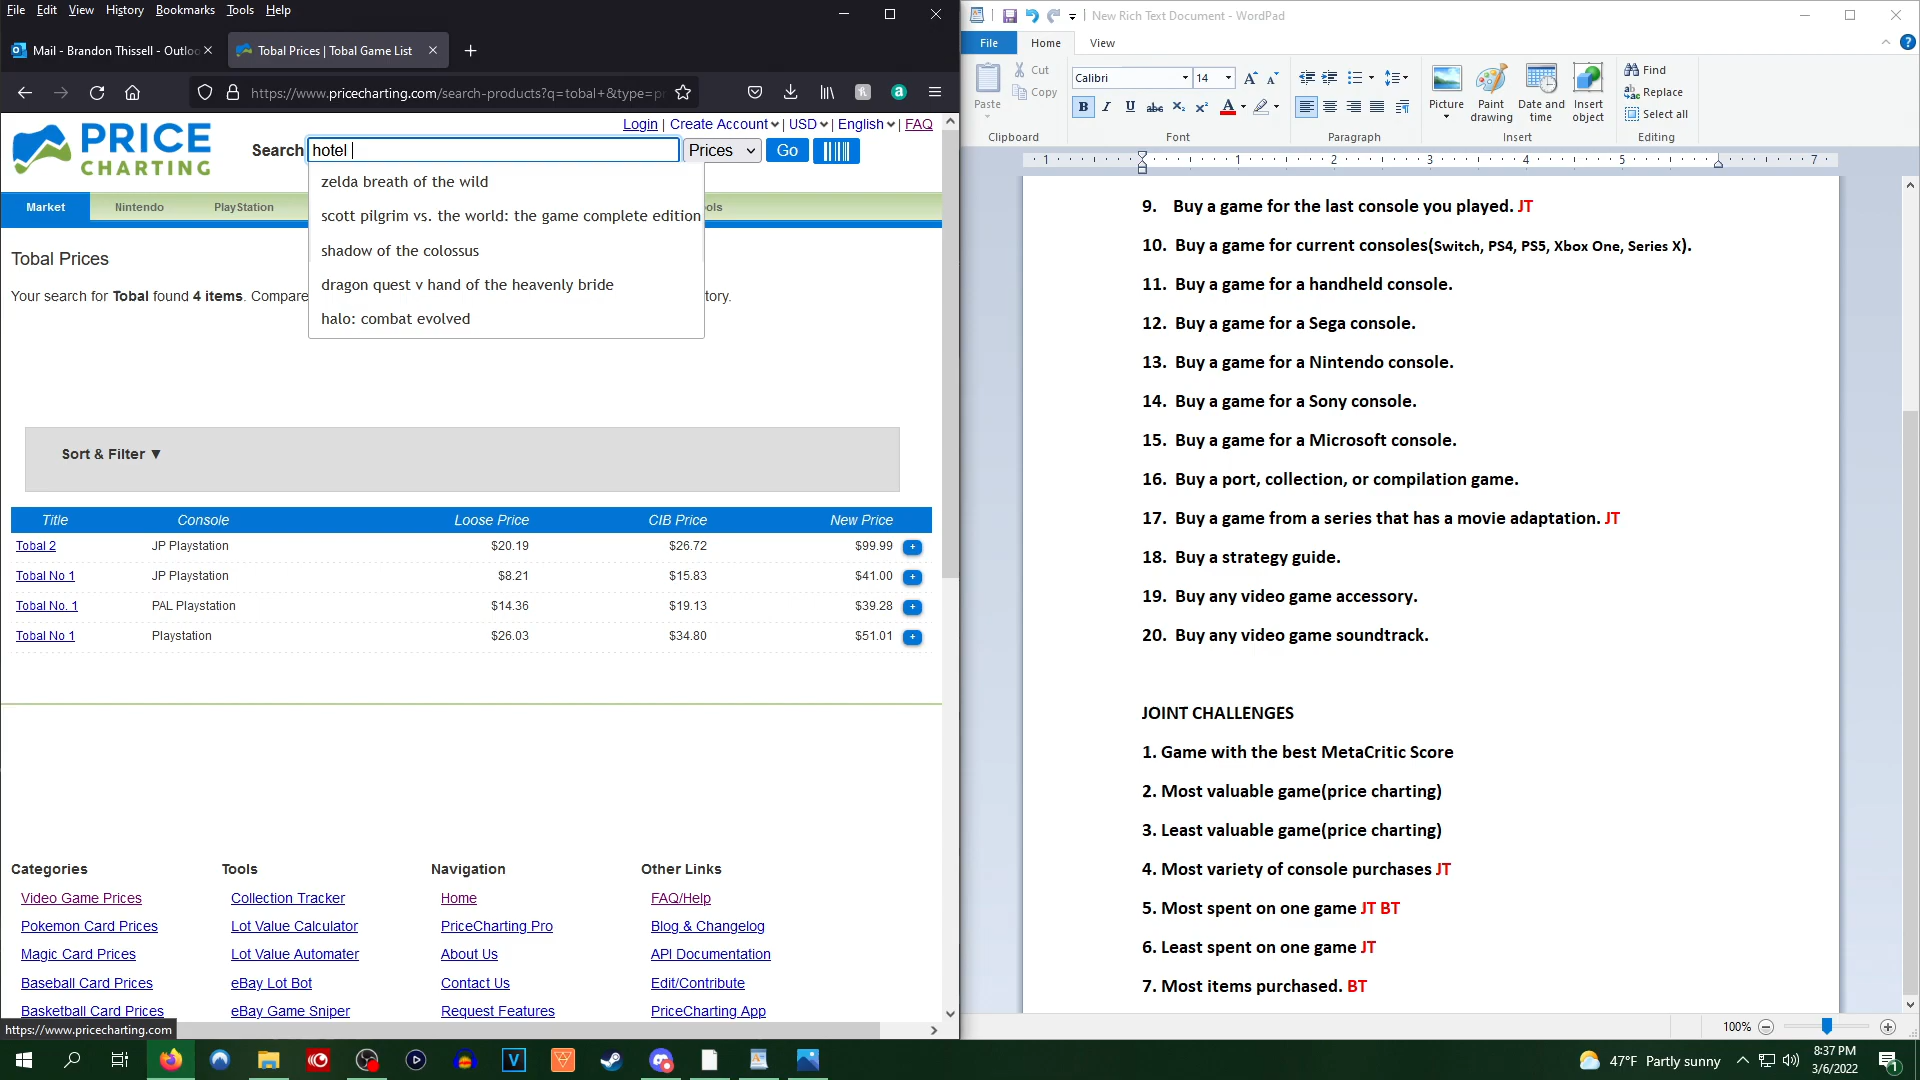 File Edit View History Bookmarks Tools Help
Mail - Brandon Thissell - Outloo
Tobal Prices | Tobal Game List
https://www.pricecharting.com/search-products?q=tobal+&type=pr
Login | Create Account | USD | English | FAQ
PRICE
CHARTING
Search hotel Prices Go
zelda breath of the wild
scott pilgrim vs. the world: the game complete edition
shadow of the colossus
dragon quest v hand of the heavenly bride
halo: combat evolved
Market Nintendo PlayStation ols
Tobal Prices
Your search for Tobal found 4 items. Compare tory.
Sort & Filter ▼
Title Console Loose Price CIB Price New Price
Tobal 2 JP Playstation $20.19 $26.72 $99.99 +
Tobal No 1 JP Playstation $8.21 $15.83 $41.00 +
Tobal No. 1 PAL Playstation $14.36 $19.13 $39.28 +
Tobal No 1 Playstation $26.03 $34.80 $51.01 +
Categories Tools Navigation Other Links
Video Game Prices Collection Tracker Home FAQ/Help
Pokemon Card Prices Lot Value Calculator PriceCharting Pro Blog & Changelog
Magic Card Prices Lot Value Automater About Us API Documentation
Baseball Card Prices eBay Lot Bot Contact Us Edit/Contribute
Basketball Card Prices eBay Game Sniper Request Features PriceCharting App
https://www.pricecharting.com
New Rich Text Document - WordPad
File Home View
Paste Cut Copy
Calibri 14
B I U abc X₂ X² A
Picture Paint drawing Date and time Insert object
Find
Replace
Select all
Clipboard Font Paragraph Insert Editing
1 1 2 3 4 5 7
9. Buy a game for the last console you played. JT
10. Buy a game for current consoles(Switch, PS4, PS5, Xbox One, Series X).
11. Buy a game for a handheld console.
12. Buy a game for a Sega console.
13. Buy a game for a Nintendo console.
14. Buy a game for a Sony console.
15. Buy a game for a Microsoft console.
16. Buy a port, collection, or compilation game.
17. Buy a game from a series that has a movie adaptation. JT
18. Buy a strategy guide.
19. Buy any video game accessory.
20. Buy any video game soundtrack.
JOINT CHALLENGES
1. Game with the best MetaCritic Score
2. Most valuable game(price charting)
3. Least valuable game(price charting)
4. Most variety of console purchases JT
5. Most spent on one game JT BT
6. Least spent on one game JT
7. Most items purchased. BT
100%
47°F Partly sunny
8:37 PM
3/6/2022
1